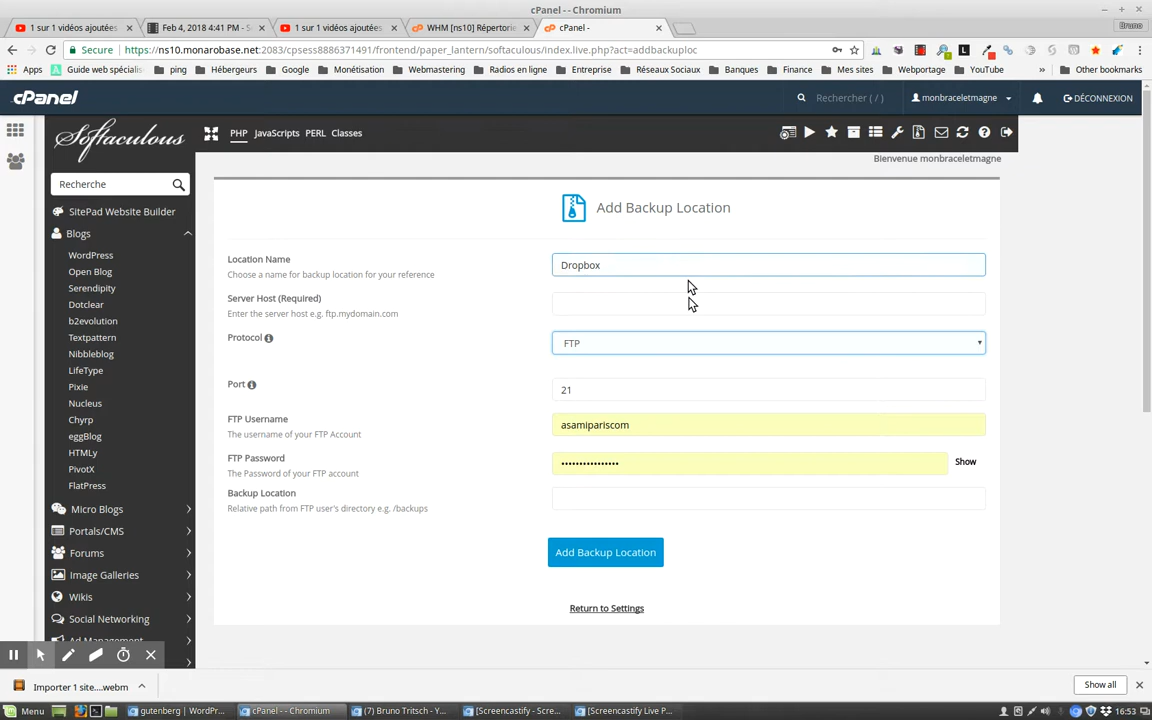 cPanel - - Chromium
1 sur 1 vidéos ajoutées
Feb 4, 2018 4:41 PM - S
1 sur 1 vidéos ajoutées
WHM [ns10] Répertorie
cPanel -
Bruno
Secure
https://ns10.monarobase.net:2083/cpsess8886371491/frontend/paper_lantern/softaculous/index.live.php?act=addbackuploc
Apps
Guide web spécialis
ping
Hébergeurs
Google
Monétisation
Webmastering
Radios en ligne
Entreprise
Réseaux Sociaux
Banques
Finance
Mes sites
Webportage
YouTube
»
Other bookmarks
cPanel
Rechercher ( / )
monbraceletmagne
DÉCONNEXION
Softaculous
PHP JavaScripts PERL Classes
Bienvenue monbraceletmagne
Recherche
SitePad Website Builder
Blogs
WordPress
Open Blog
Serendipity
Dotclear
b2evolution
Textpattern
Nibbleblog
LifeType
Pixie
Nucleus
Chyrp
eggBlog
HTMLy
PivotX
FlatPress
Micro Blogs
Portals/CMS
Forums
Image Galleries
Wikis
Social Networking
Ad Management
Add Backup Location
Location Name
Choose a name for backup location for your reference
Dropbox
Server Host (Required)
Enter the server host e.g. ftp.mydomain.com
Protocol
FTP
Port
21
FTP Username
The username of your FTP Account
asamipariscom
FTP Password
The Password of your FTP account
••••••••••••••••
Show
Backup Location
Relative path from FTP user's directory e.g. /backups
Add Backup Location
Return to Settings
Importer 1 site....webm
Show all
Menu
gutenberg | WordPr...
cPanel - - Chromium
(7) Bruno Tritsch - Y...
[Screencastify - Scre...
[Screencastify Live P...
16:53